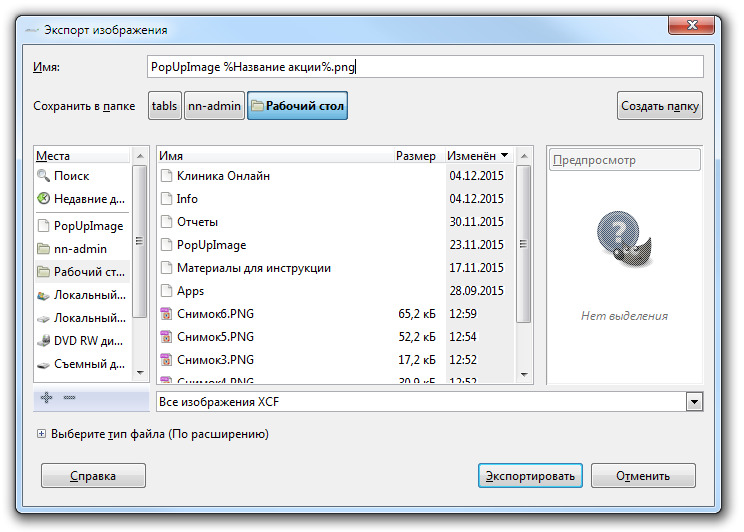 Экспорт изображения
Имя: PopUpImage %Название акции%.png
Сохранить в папке tabls nn-admin Рабочий стол Создать папку
Места Имя Размер Изменён Предпросмотр
Поиск Клиника Онлайн 04.12.2015
Недавние д... Info 04.12.2015
Отчеты 30.11.2015
PopUpImage PopUpImage 23.11.2015
nn-admin Материалы для инструкции 17.11.2015
Рабочий ст... Apps 28.09.2015
Локальный... Снимок6.PNG 65,2 кБ 12:59 Нет выделения
Локальный... Снимок5.PNG 52,2 кБ 12:54
DVD RW ди... Снимок3.PNG 17,2 кБ 12:52
Съемный д... Снимок4.PNG 30,9 кБ 12:52
Все изображения XCF
Выберите тип файла (По расширению)
Справка Экспортировать Отменить